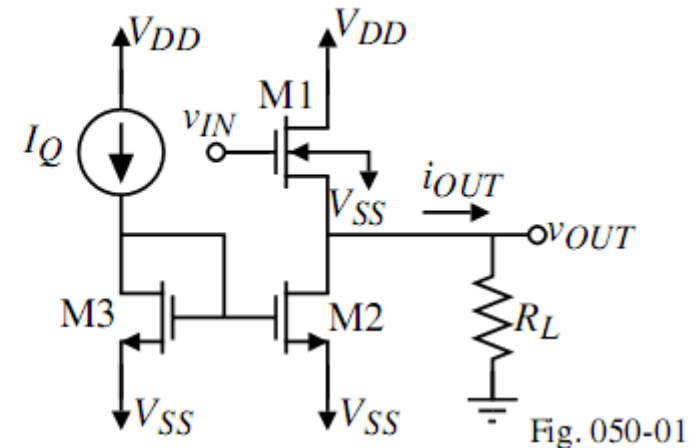 VDD
VDD
M1
vIN
IQ
VSS
iOUT
vOUT
M3
M2
RL
VSS
VSS
Fig. 050-01